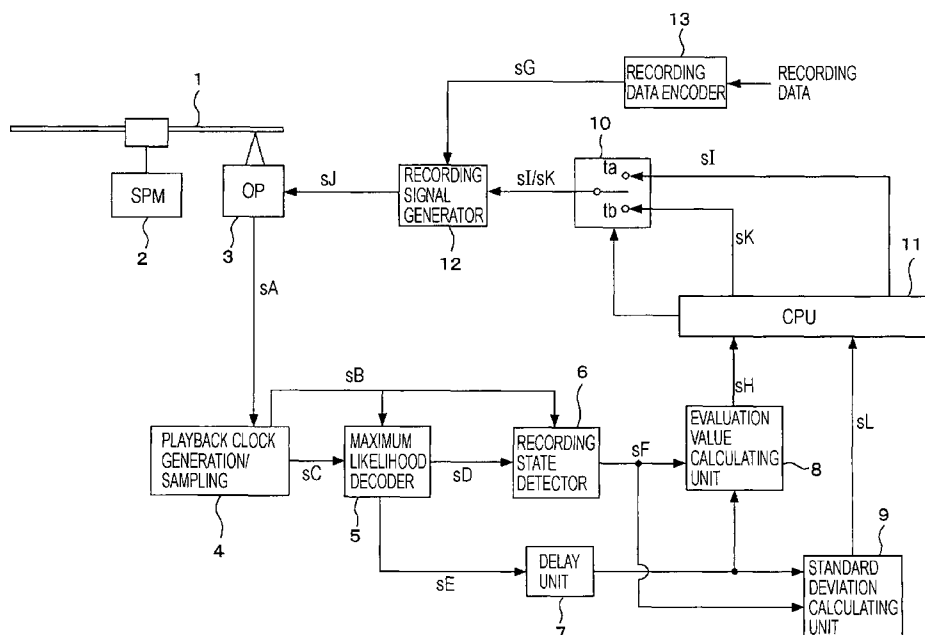 13
sG
RECORDING
DATA ENCODER
RECORDING
DATA
1
10
ta
sI
SPM
OP
sJ
RECORDING
SIGNAL
GENERATOR
sI/sK
tb
2
3
12
sK
11
sA
CPU
sB
6
sH
sL
PLAYBACK CLOCK
GENERATION/
SAMPLING
sC
MAXIMUM
LIKELIHOOD
DECODER
sD
RECORDING
STATE
DETECTOR
sF
EVALUATION
VALUE
CALCULATING
UNIT
8
4
5
9
sE
DELAY
UNIT
7
STANDARD
DEVIATION
CALCULATING
UNIT